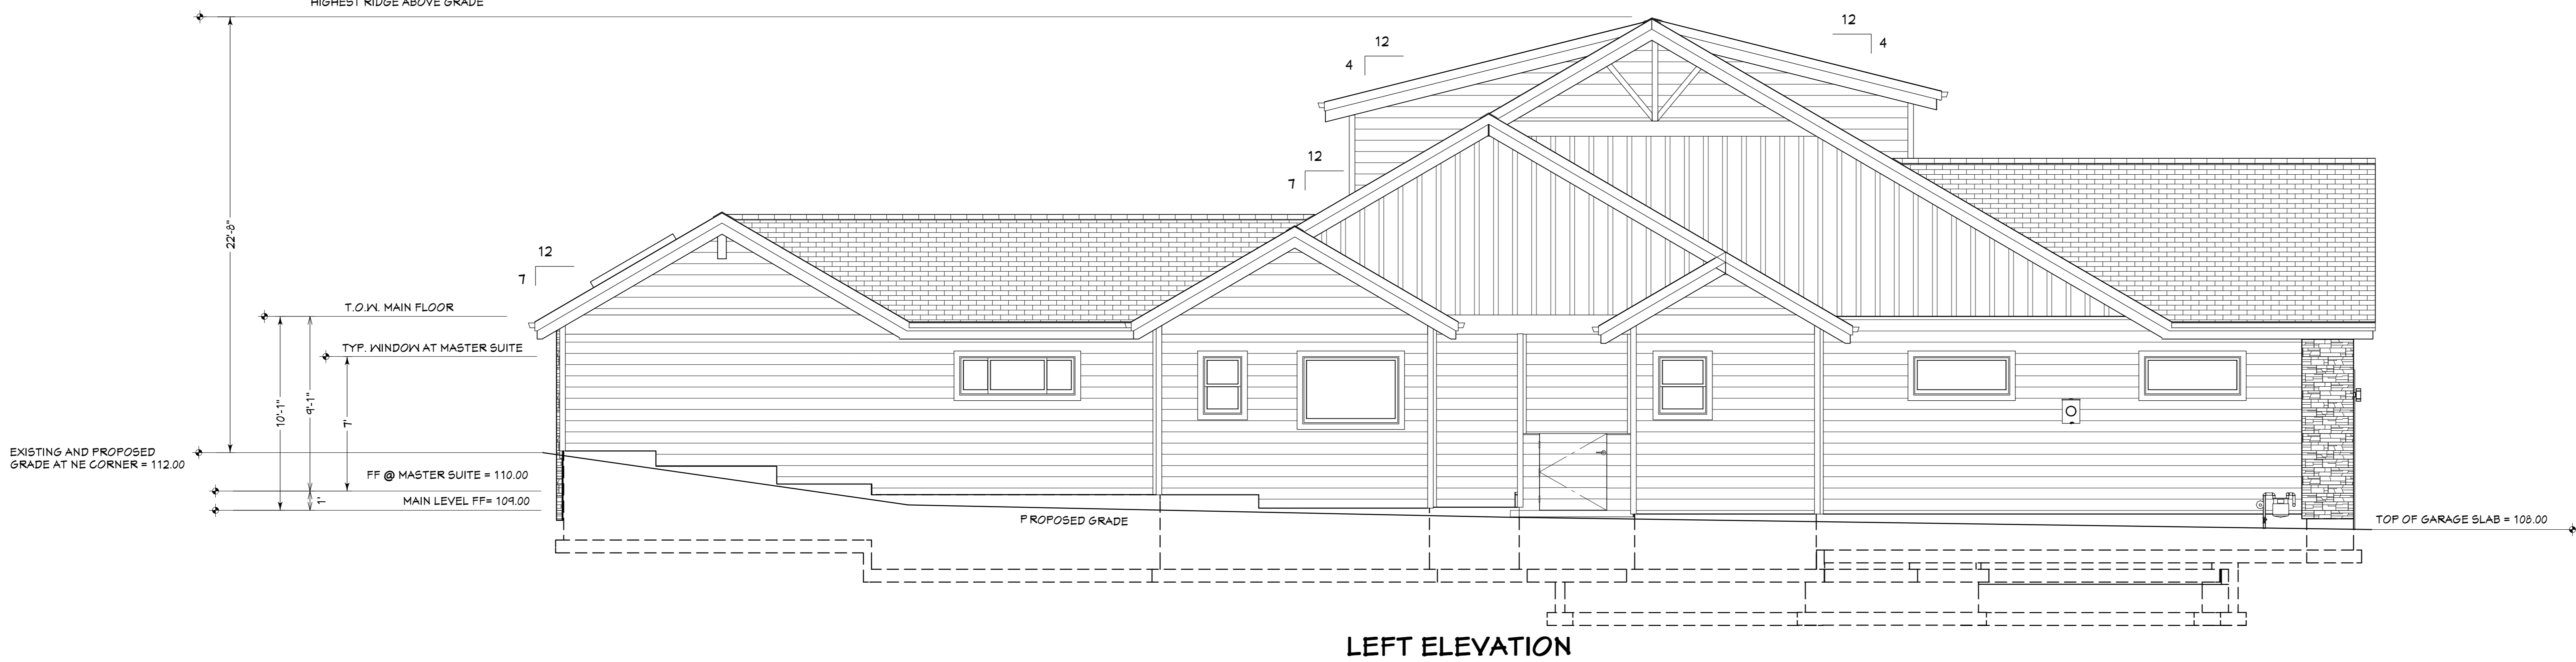 HIGHEST RIDGE ABOVE GRADE
12
4
12
4
12
7
22'-8"
12
7
T.O.W. MAIN FLOOR
TYP. WINDOW AT MASTER SUITE
10'-1"
9'-1"
7'
EXISTING AND PROPOSED
GRADE AT NE CORNER = 112.00
FF @ MASTER SUITE = 110.00
1'
MAIN LEVEL FF= 109.00
PROPOSED GRADE
TOP OF GARAGE SLAB = 108.00
LEFT ELEVATION